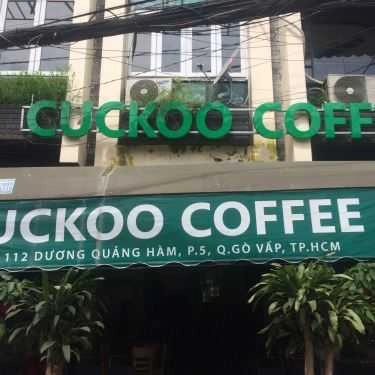 CUCKOO COFF
UCKOO COFFEE
112 DƯƠNG QUẢNG HÀM, P.5, Q.GÒ VẤP, TP.HCM